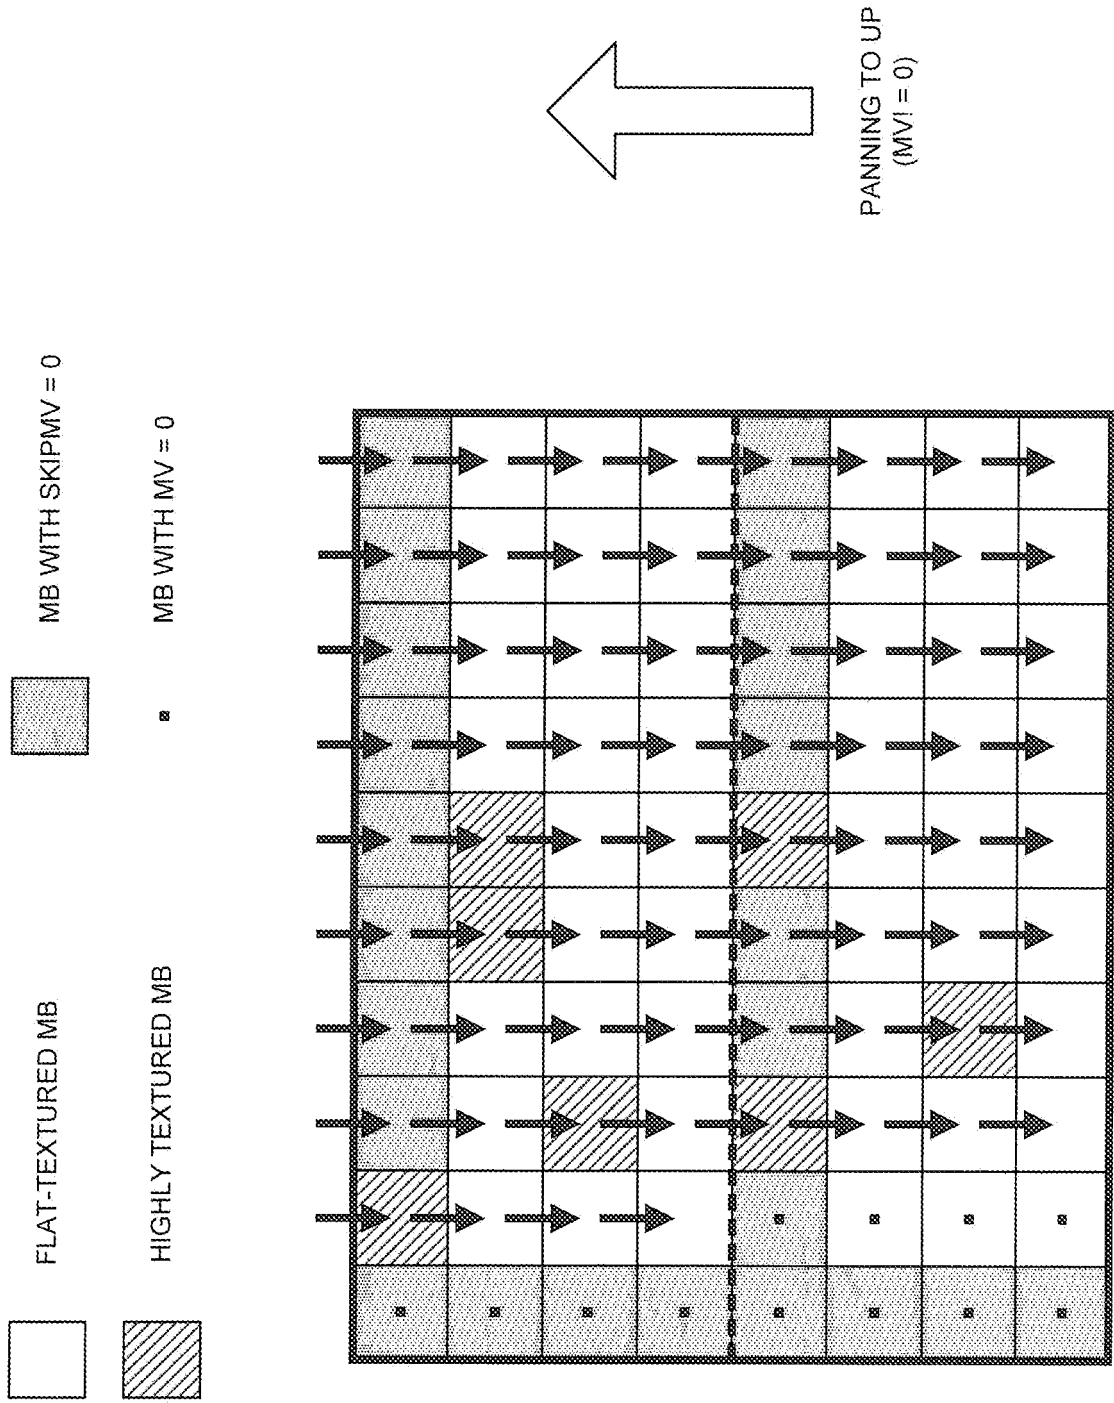 FLAT-TEXTURED MB
HIGHLY TEXTURED MB
MB WITH SKIPMV = 0
MB WITH MV = 0
PANNING TO UP
(MV! = 0)